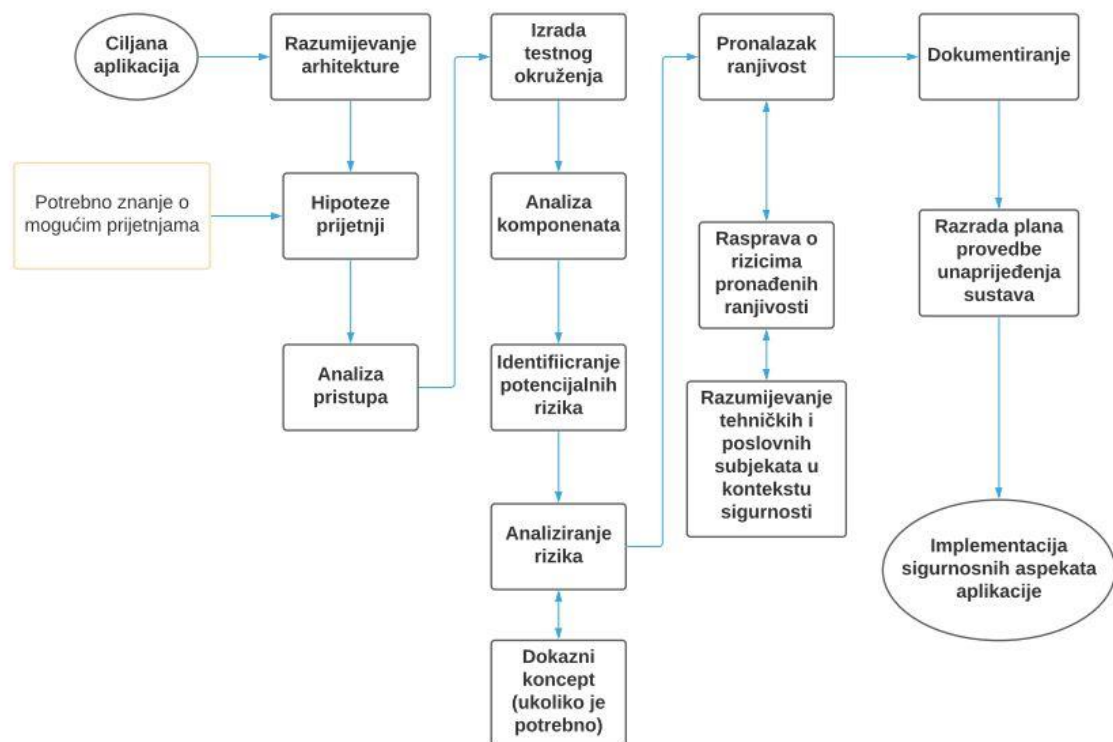 Ciljana
aplikacija
Razumijevanje
arhitekture
Izrada
testnog
okruženja
Pronalazak
ranjivost
Dokumentiranje
Potrebno znanje o
mogućim prijetnjama
Hipoteze
prijetnji
Analiza
komponenata
Rasprava o
rizicima
pronađenih
ranjivosti
Razrada plana
provedbe
unaprijeđenja
sustava
Analiza
pristupa
Identifiicranje
potencijalnih
rizika
Razumijevanje
tehničkih i
poslovnih
subjekata u
kontekstu
sigurnosti
Analiziranje
rizika
Implementacija
sigurnosnih aspekata
aplikacije
Dokazni
koncept
(ukoliko je
potrebno)